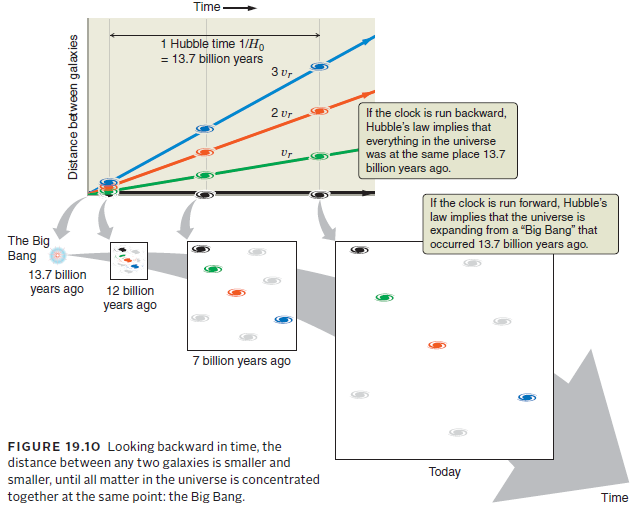 Time
Distance between galaxies
1 Hubble time 1/H₀
= 13.7 billion years
3 vᵣ
2 vᵣ
vᵣ
If the clock is run backward,
Hubble's law implies that
everything in the universe
was at the same place 13.7
billion years ago.
If the clock is run forward, Hubble's
law implies that the universe is
expanding from a “Big Bang” that
occurred 13.7 billion years ago.
The Big
Bang
13.7 billion
years ago
12 billion
years ago
7 billion years ago
Today
Time
FIGURE 19.10 Looking backward in time, the
distance between any two galaxies is smaller and
smaller, until all matter in the universe is concentrated
together at the same point: the Big Bang.